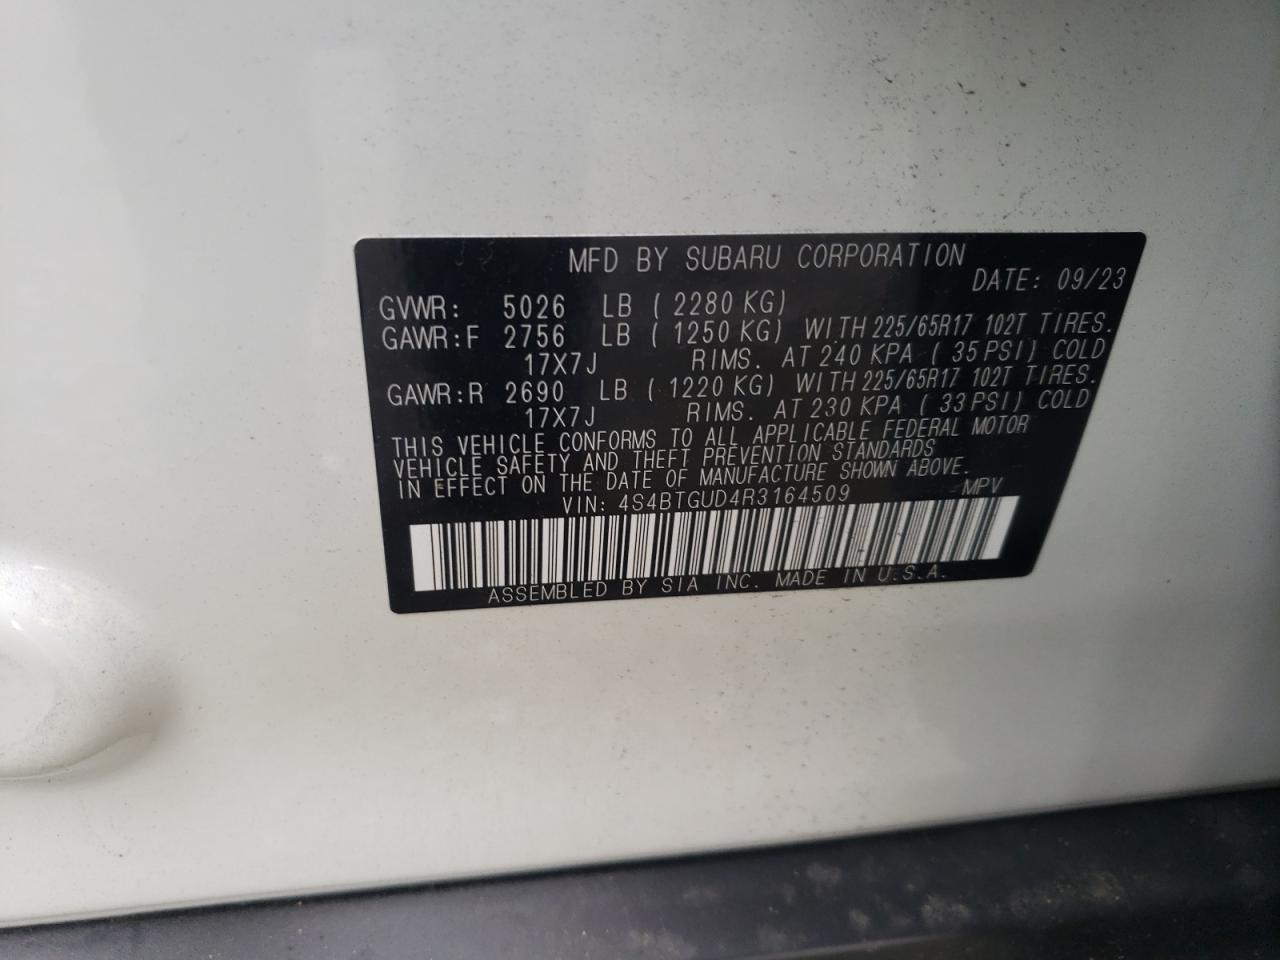 MFD BY SUBARU CORPORATION
DATE: 09/23
GVWR: 5026 LB ( 2280 KG)
GAWR:F 2756 LB ( 1250 KG) WITH 225/65R17 102T TIRES.
17X7J RIMS. AT 240 KPA ( 35 PSI) COLD
GAWR:R 2690 LB ( 1220 KG) WITH 225/65R17 102T TIRES.
17X7J RIMS. AT 230 KPA ( 33 PSI) COLD
THIS VEHICLE CONFORMS TO ALL APPLICABLE FEDERAL MOTOR
VEHICLE SAFETY AND THEFT PREVENTION STANDARDS
IN EFFECT ON THE DATE OF MANUFACTURE SHOWN ABOVE.
VIN: 4S4BTGUD4R3164509 MPV
ASSEMBLED BY SIA INC. MADE IN U.S.A.